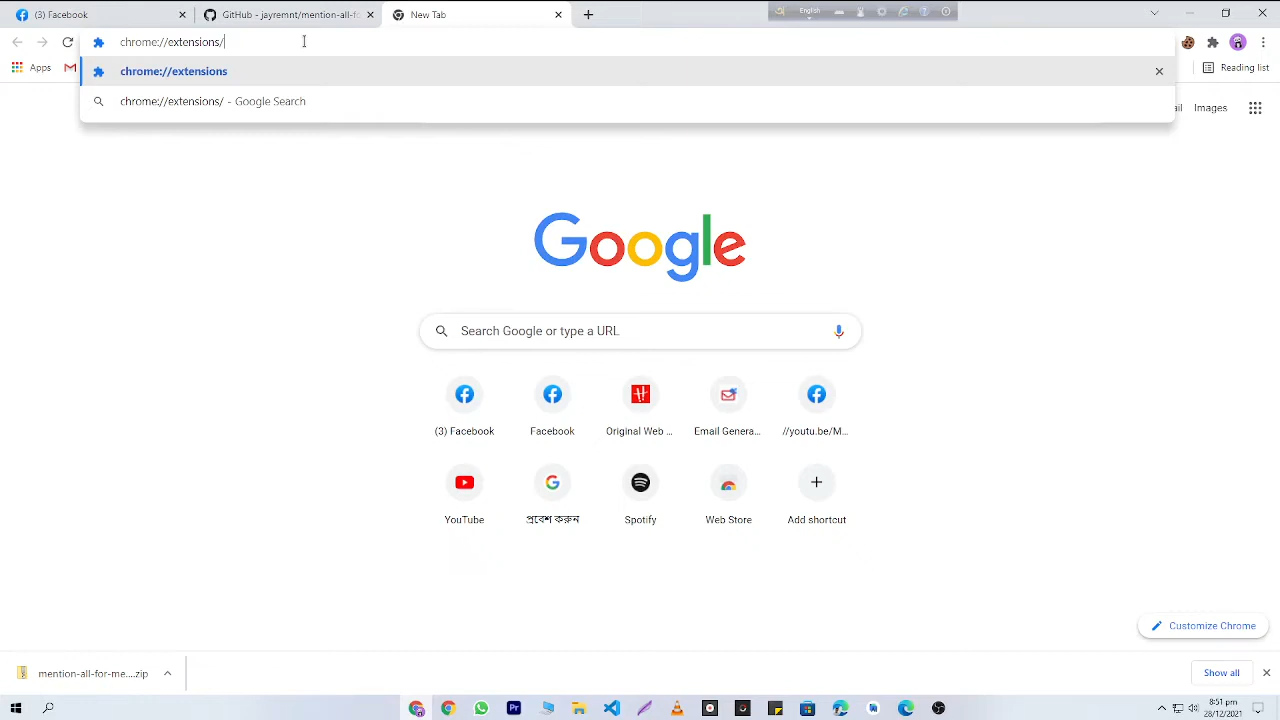 (3) Facebook
GitHub - jayremnt/mention-all-fo
New Tab
English
chrome://extensions/
Apps
Reading list
chrome://extensions
chrome://extensions/ - Google Search
ail
Images
Google
Search Google or type a URL
(3) Facebook
Facebook
Original Web ...
Email Genera...
//youtu.be/M...
YouTube
প্রবেশ করুন
Spotify
Web Store
Add shortcut
Customize Chrome
mention-all-for-me....zip
Show all
8:51 pm
28/12/2021